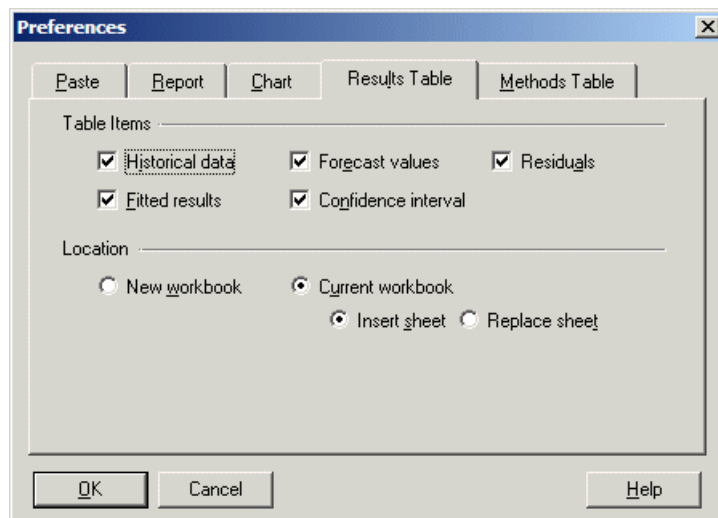 Preferences
Paste Report Chart Results Table Methods Table
Table Items
Historical data Forecast values Residuals
Fitted results Confidence interval
Location
New workbook Current workbook
Insert sheet Replace sheet
OK Cancel Help